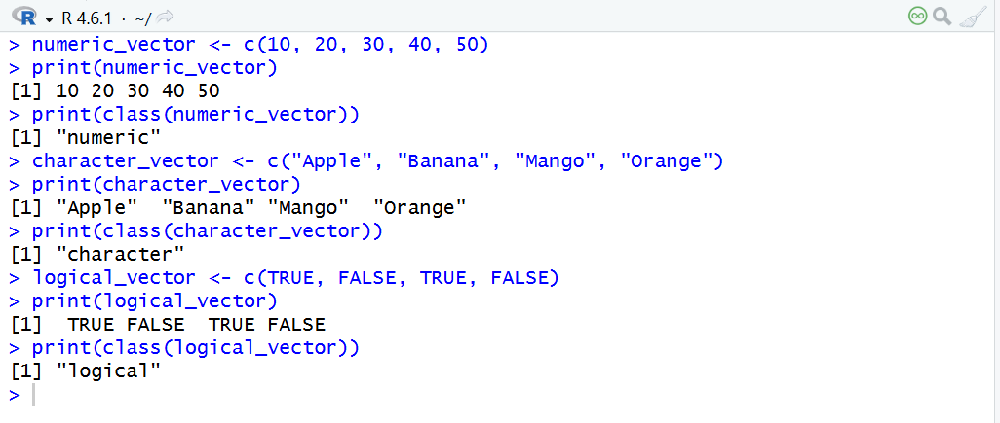 R R 4.6.1 · ~/
> numeric_vector <- c(10, 20, 30, 40, 50)
> print(numeric_vector)
[1] 10 20 30 40 50
> print(class(numeric_vector))
[1] "numeric"
> character_vector <- c("Apple", "Banana", "Mango", "Orange")
> print(character_vector)
[1] "Apple"  "Banana" "Mango"  "Orange"
> print(class(character_vector))
[1] "character"
> logical_vector <- c(TRUE, FALSE, TRUE, FALSE)
> print(logical_vector)
[1]  TRUE FALSE  TRUE FALSE
> print(class(logical_vector))
[1] "logical"
>